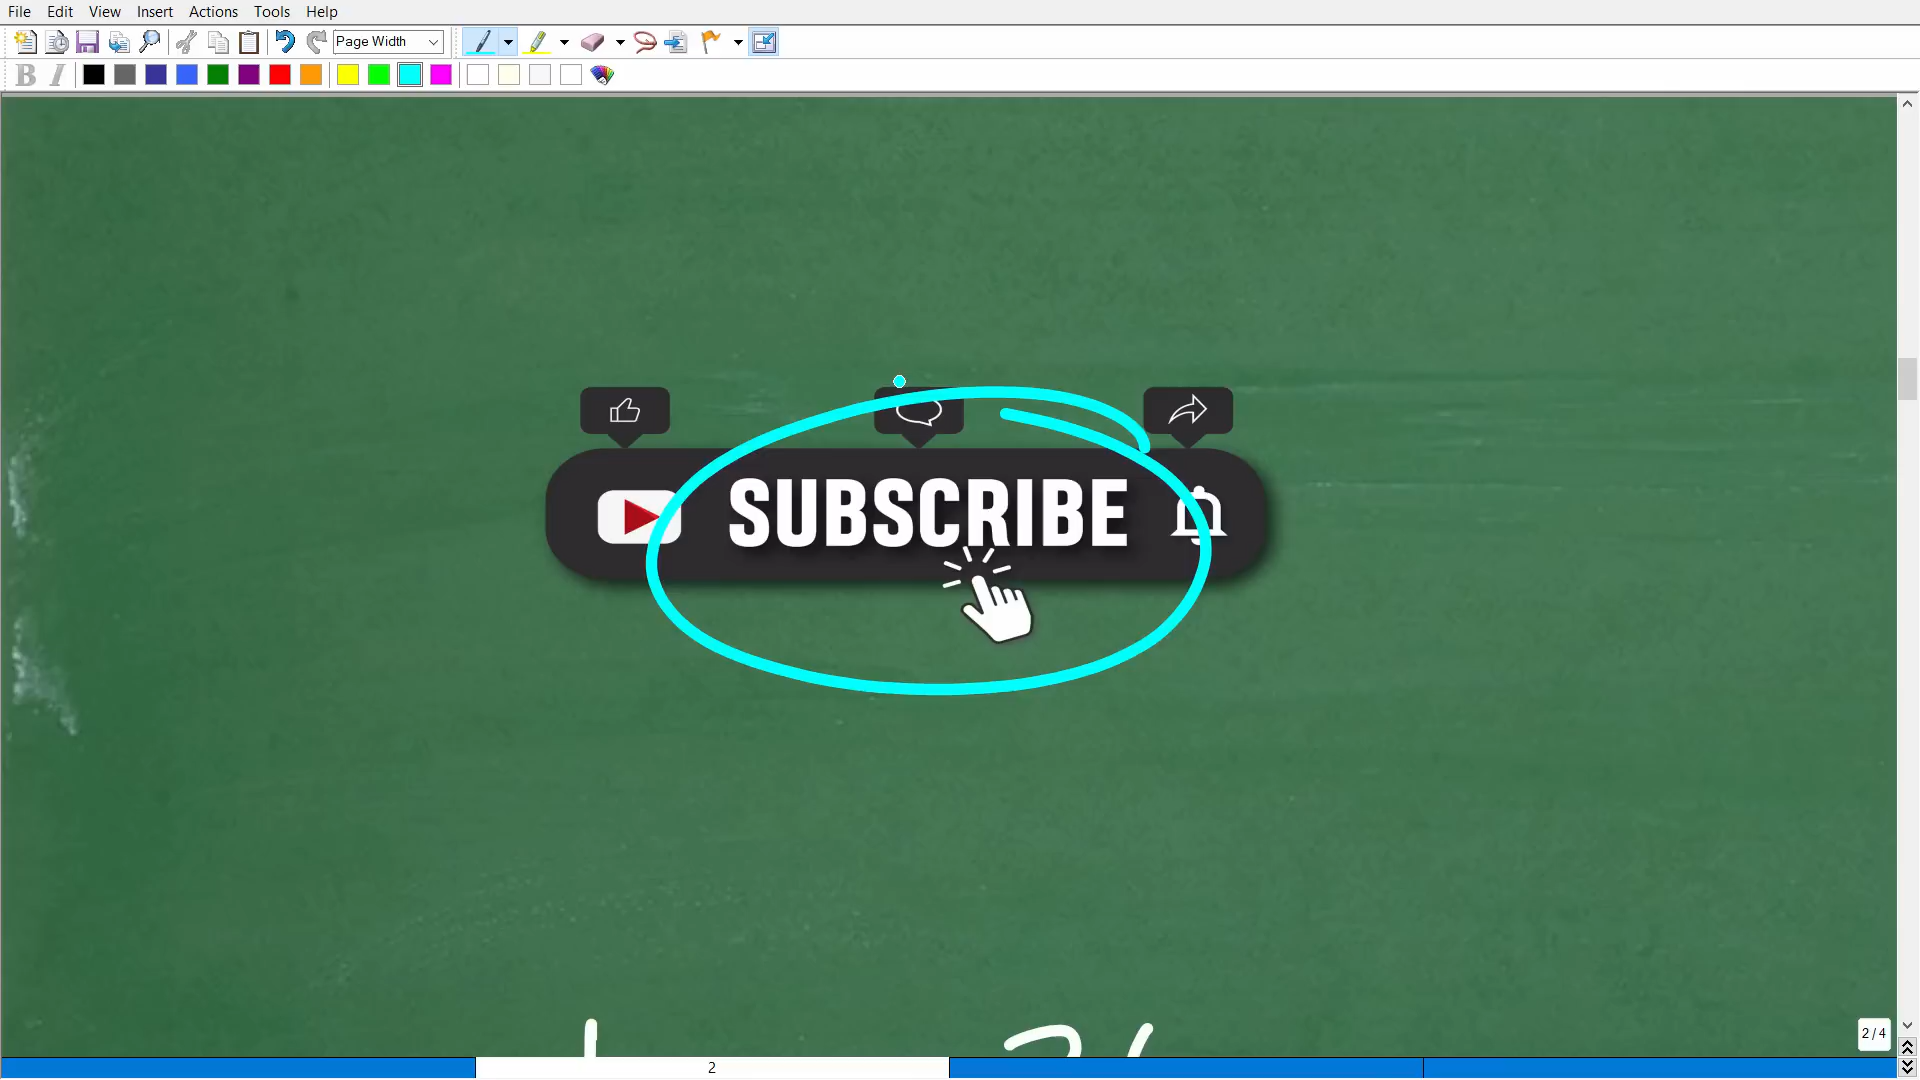 File Edit View Insert Actions Tools Help
Page Width
B I
SUBSCRIBE
2 / 4
2